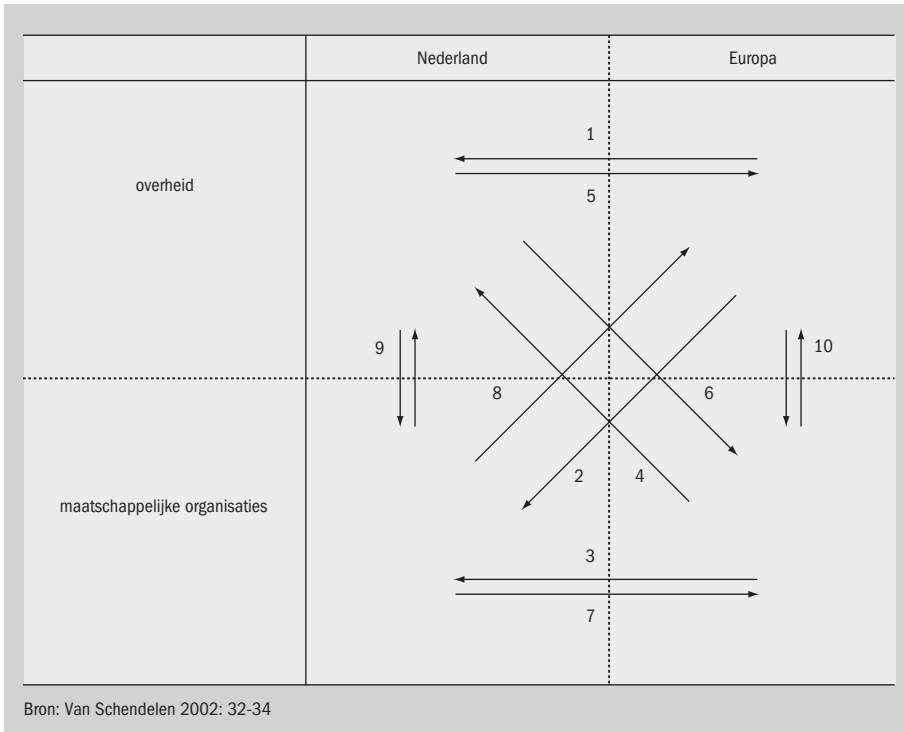 Nederland Europa
1
overheid
5
9 10
8 6
2 4
maatschappelijke organisaties
3
7
Bron: Van Schendelen 2002: 32-34